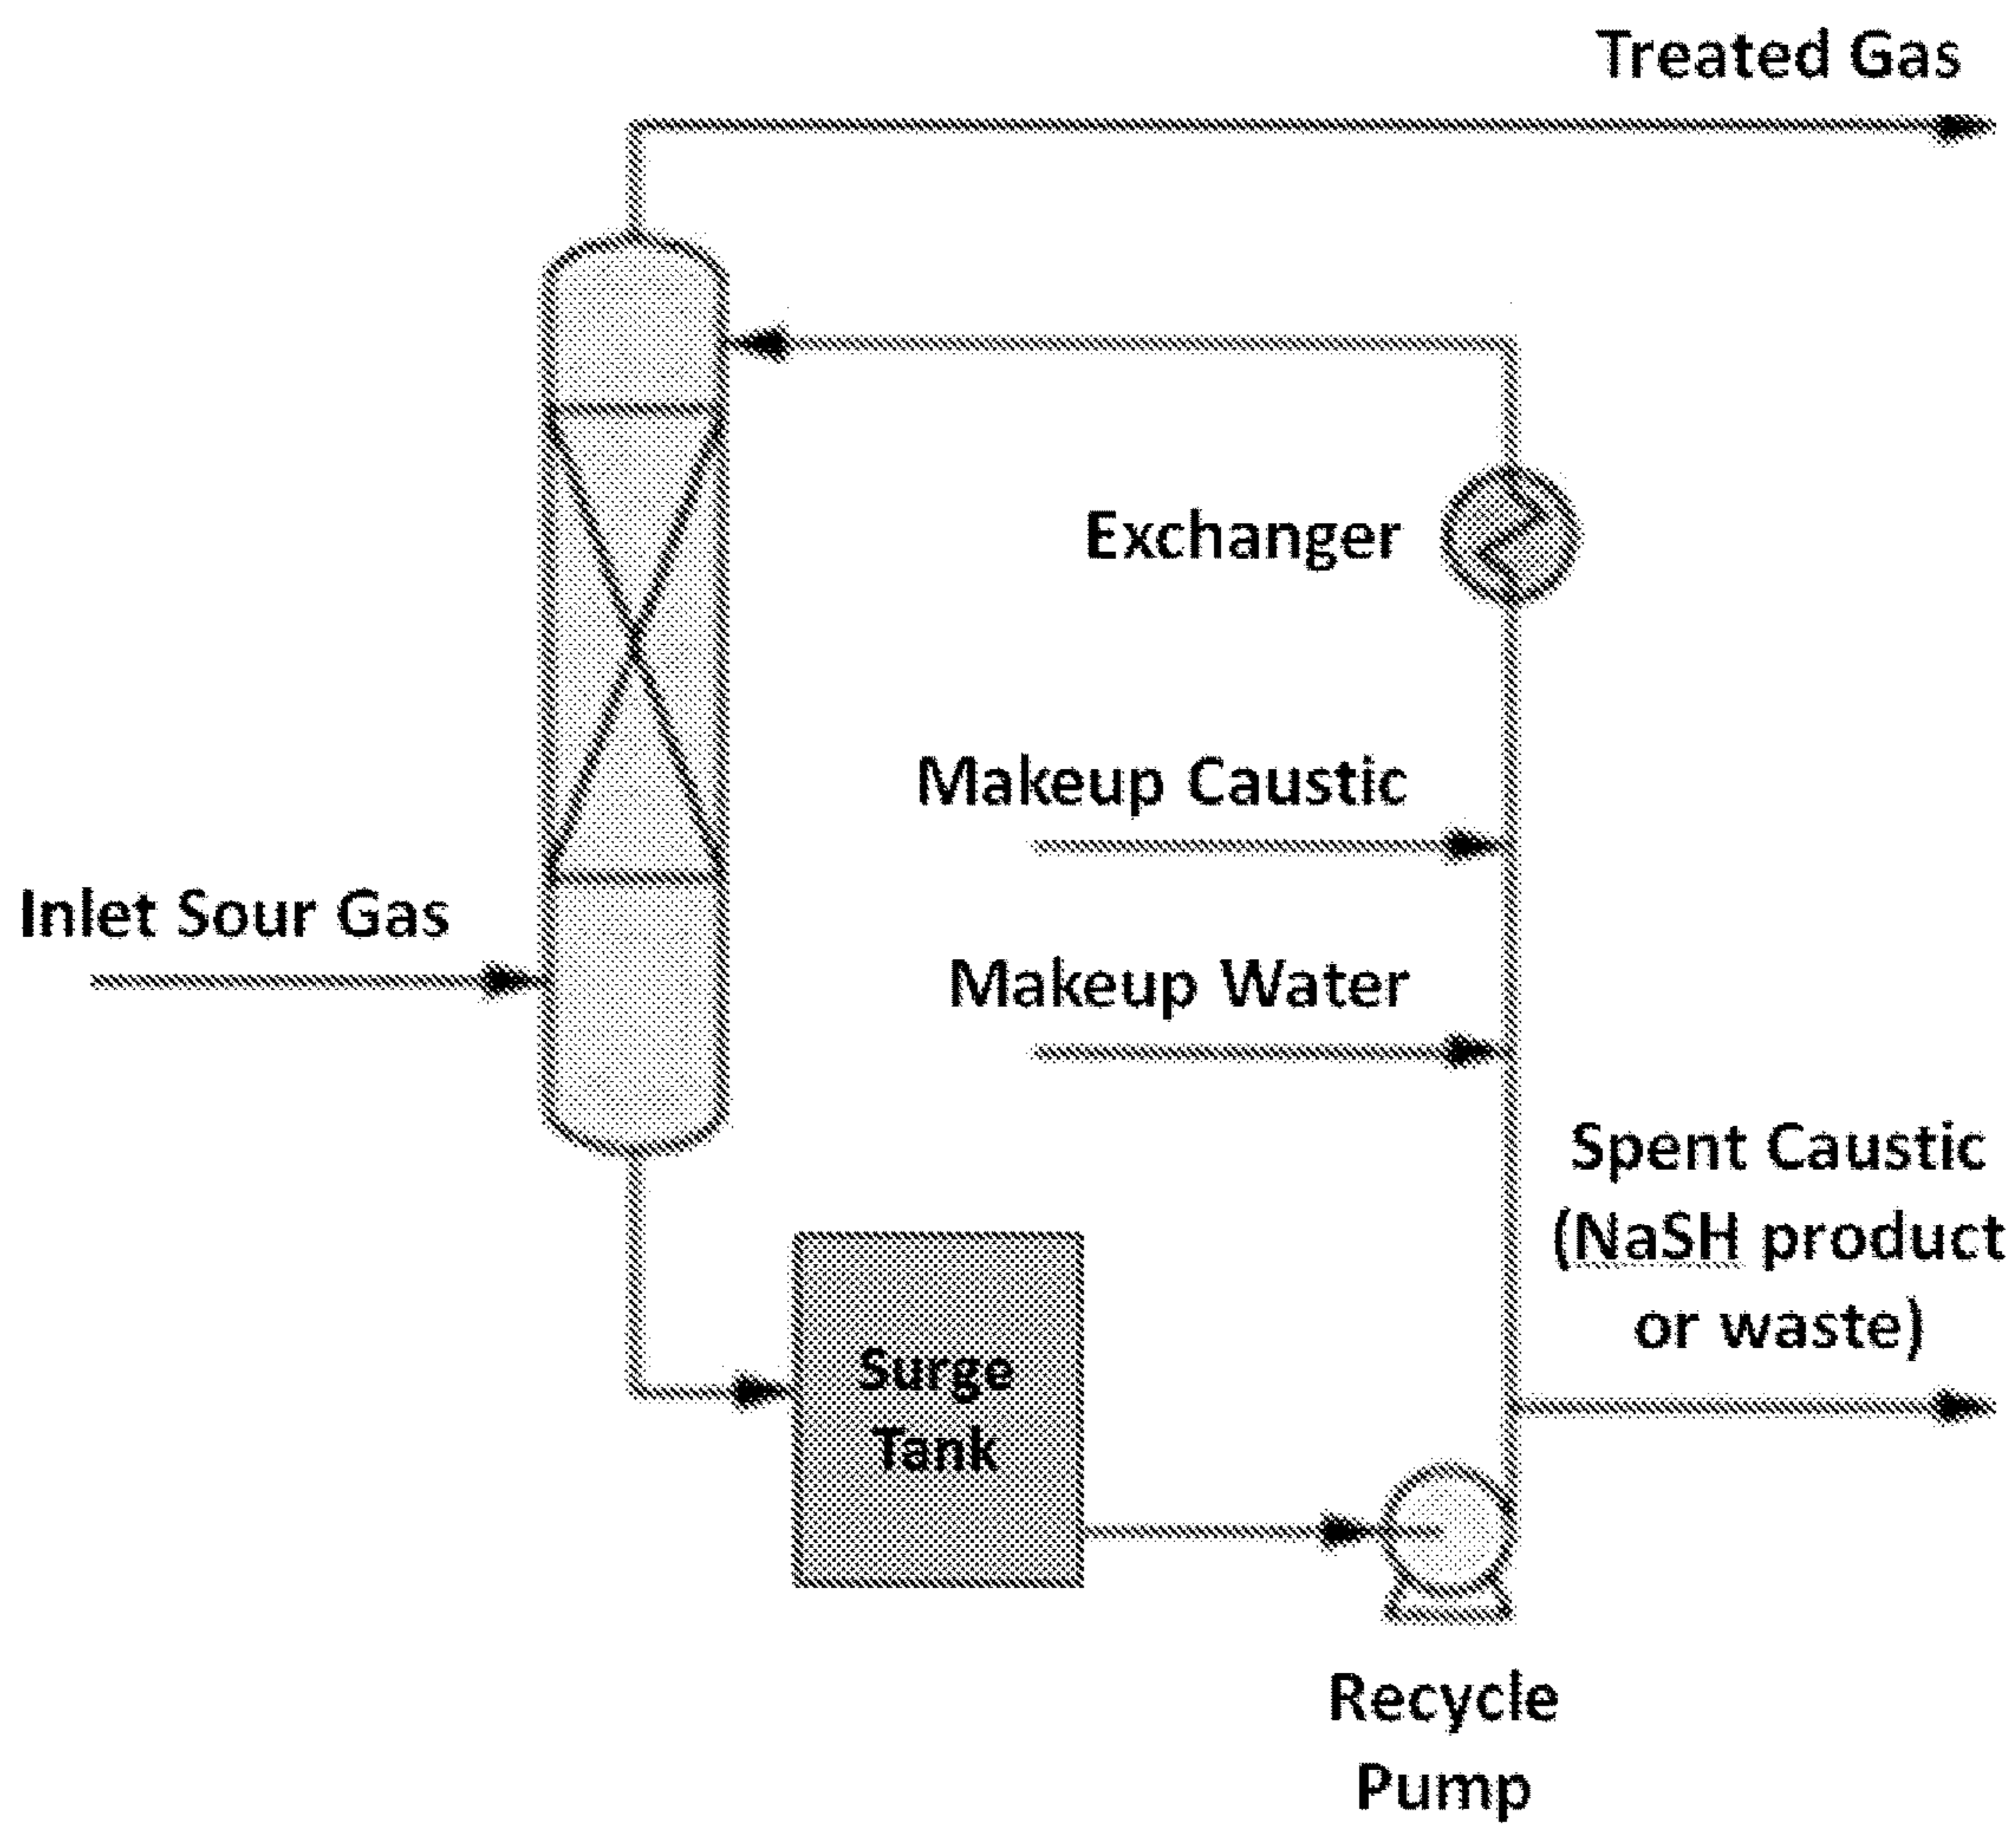 Treated Gas
Exchanger
Makeup Caustic
Inlet Sour Gas
Makeup Water
Spent Caustic
(NaSH product
or waste)
Surge
Tank
Recycle
Pump